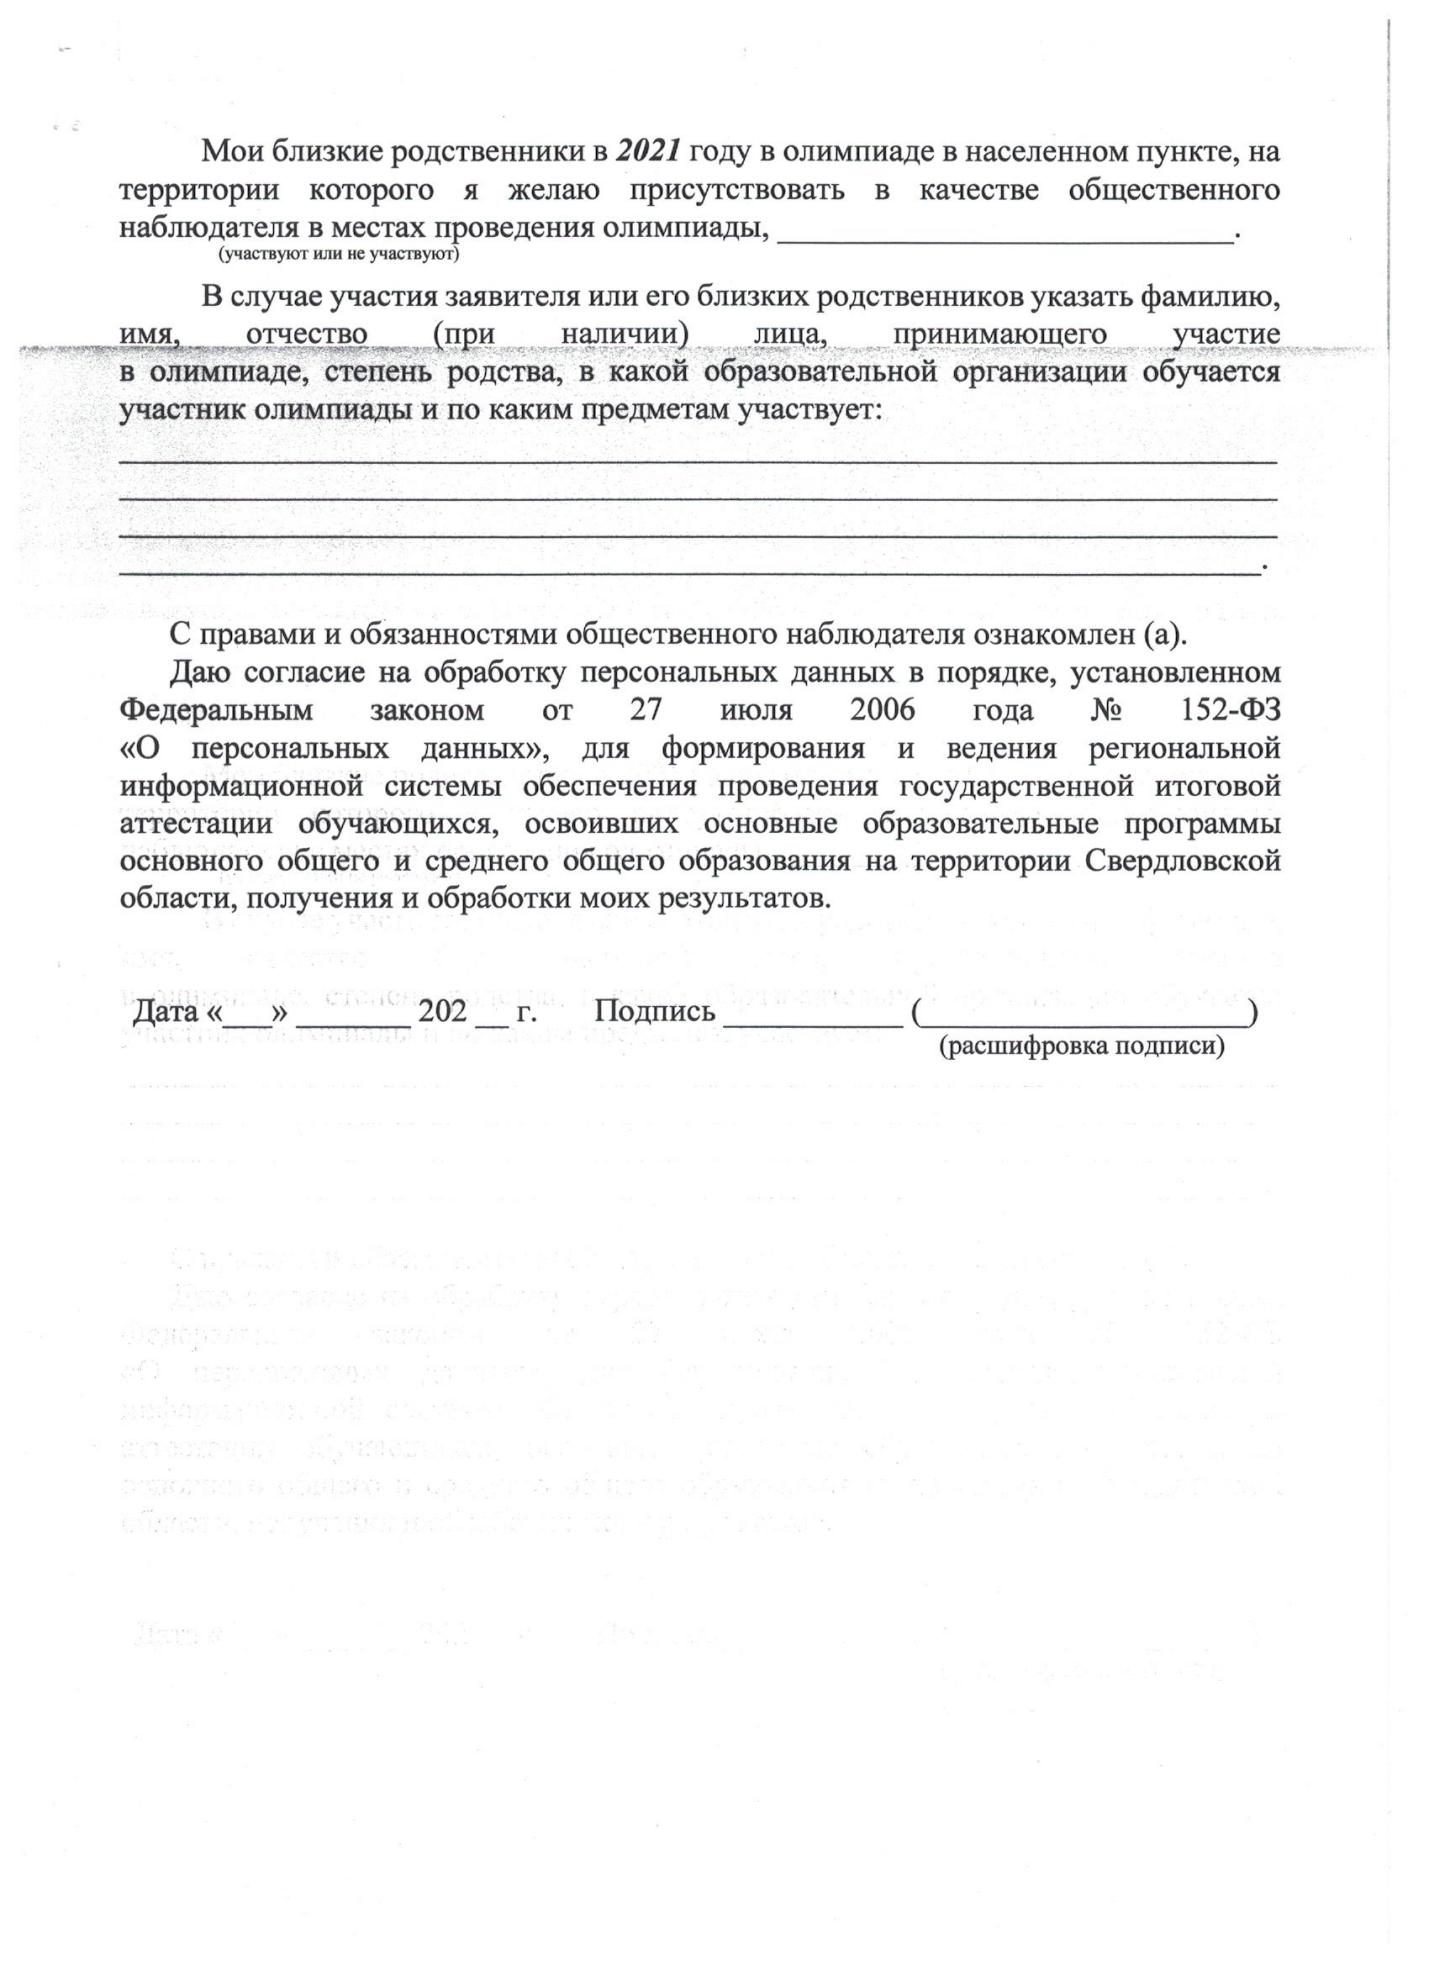 Мои близкие родственники в 2021 году в олимпиаде в населенном пункте, на
территории которого я желаю присутствовать в качестве общественного
наблюдателя в местах проведения олимпиады, ____________________________.
(участвуют или не участвуют)
В случае участия заявителя или его близких родственников указать фамилию,
имя, отчество (при наличии) лица, принимающего участие
в олимпиаде, степень родства, в какой образовательной организации обучается
участник олимпиады и по каким предметам участвует:
С правами и обязанностями общественного наблюдателя ознакомлен (а).
Даю согласие на обработку персональных данных в порядке, установленном
Федеральным законом от 27 июля 2006 года № 152-ФЗ
«О персональных данных», для формирования и ведения региональной
информационной системы обеспечения проведения государственной итоговой
аттестации обучающихся, освоивших основные образовательные программы
основного общего и среднего общего образования на территории Свердловской
области, получения и обработки моих результатов.
Дата «___» _______ 202 __ г. Подпись ___________ (____________________)
(расшифровка подписи)